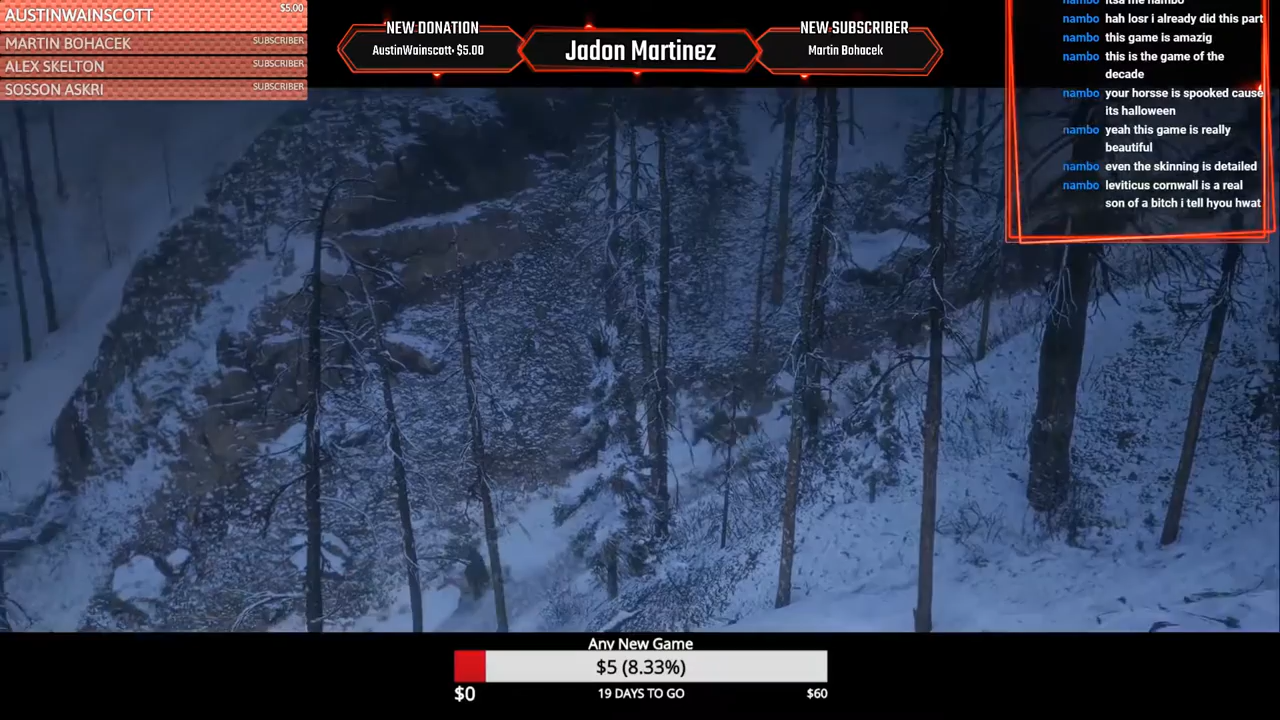 AUSTINWAINSCOTT
$5.00
MARTIN BOHACEK
SUBSCRIBER
ALEX SKELTON
SUBSCRIBER
SOSSON ASKRI
SUBSCRIBER
NEW DONATION
AustinWainscott• $5.00
Jadon Martinez
NEW SUBSCRIBER
Martin Bohacek
itsa me nambo
nambo hah losr i already did this part
nambo this game is amazig
nambo this is the game of the
decade
nambo your horsse is spooked cause
its halloween
nambo yeah this game is really
beautiful
nambo even the skinning is detailed
nambo leviticus cornwall is a real
son of a bitch i tell hyou hwat
Any New Game
$5 (8.33%)
$0
19 DAYS TO GO
$60